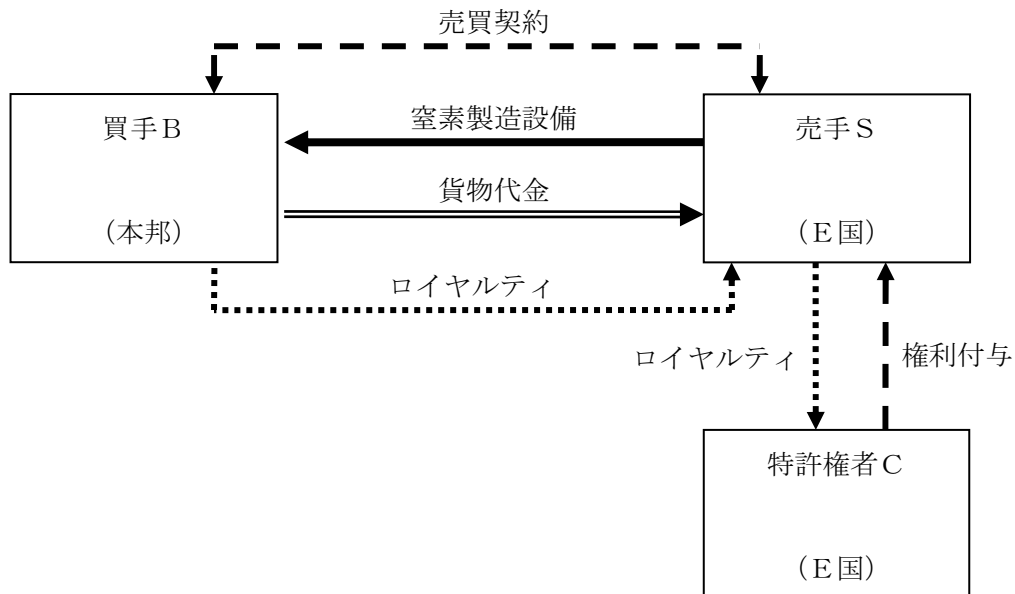 売買契約
買手Ｂ
（本邦）
窒素製造設備
貨物代金
売手Ｓ
（Ｅ国）
ロイヤルティ
ロイヤルティ
権利付与
特許権者Ｃ
（Ｅ国）